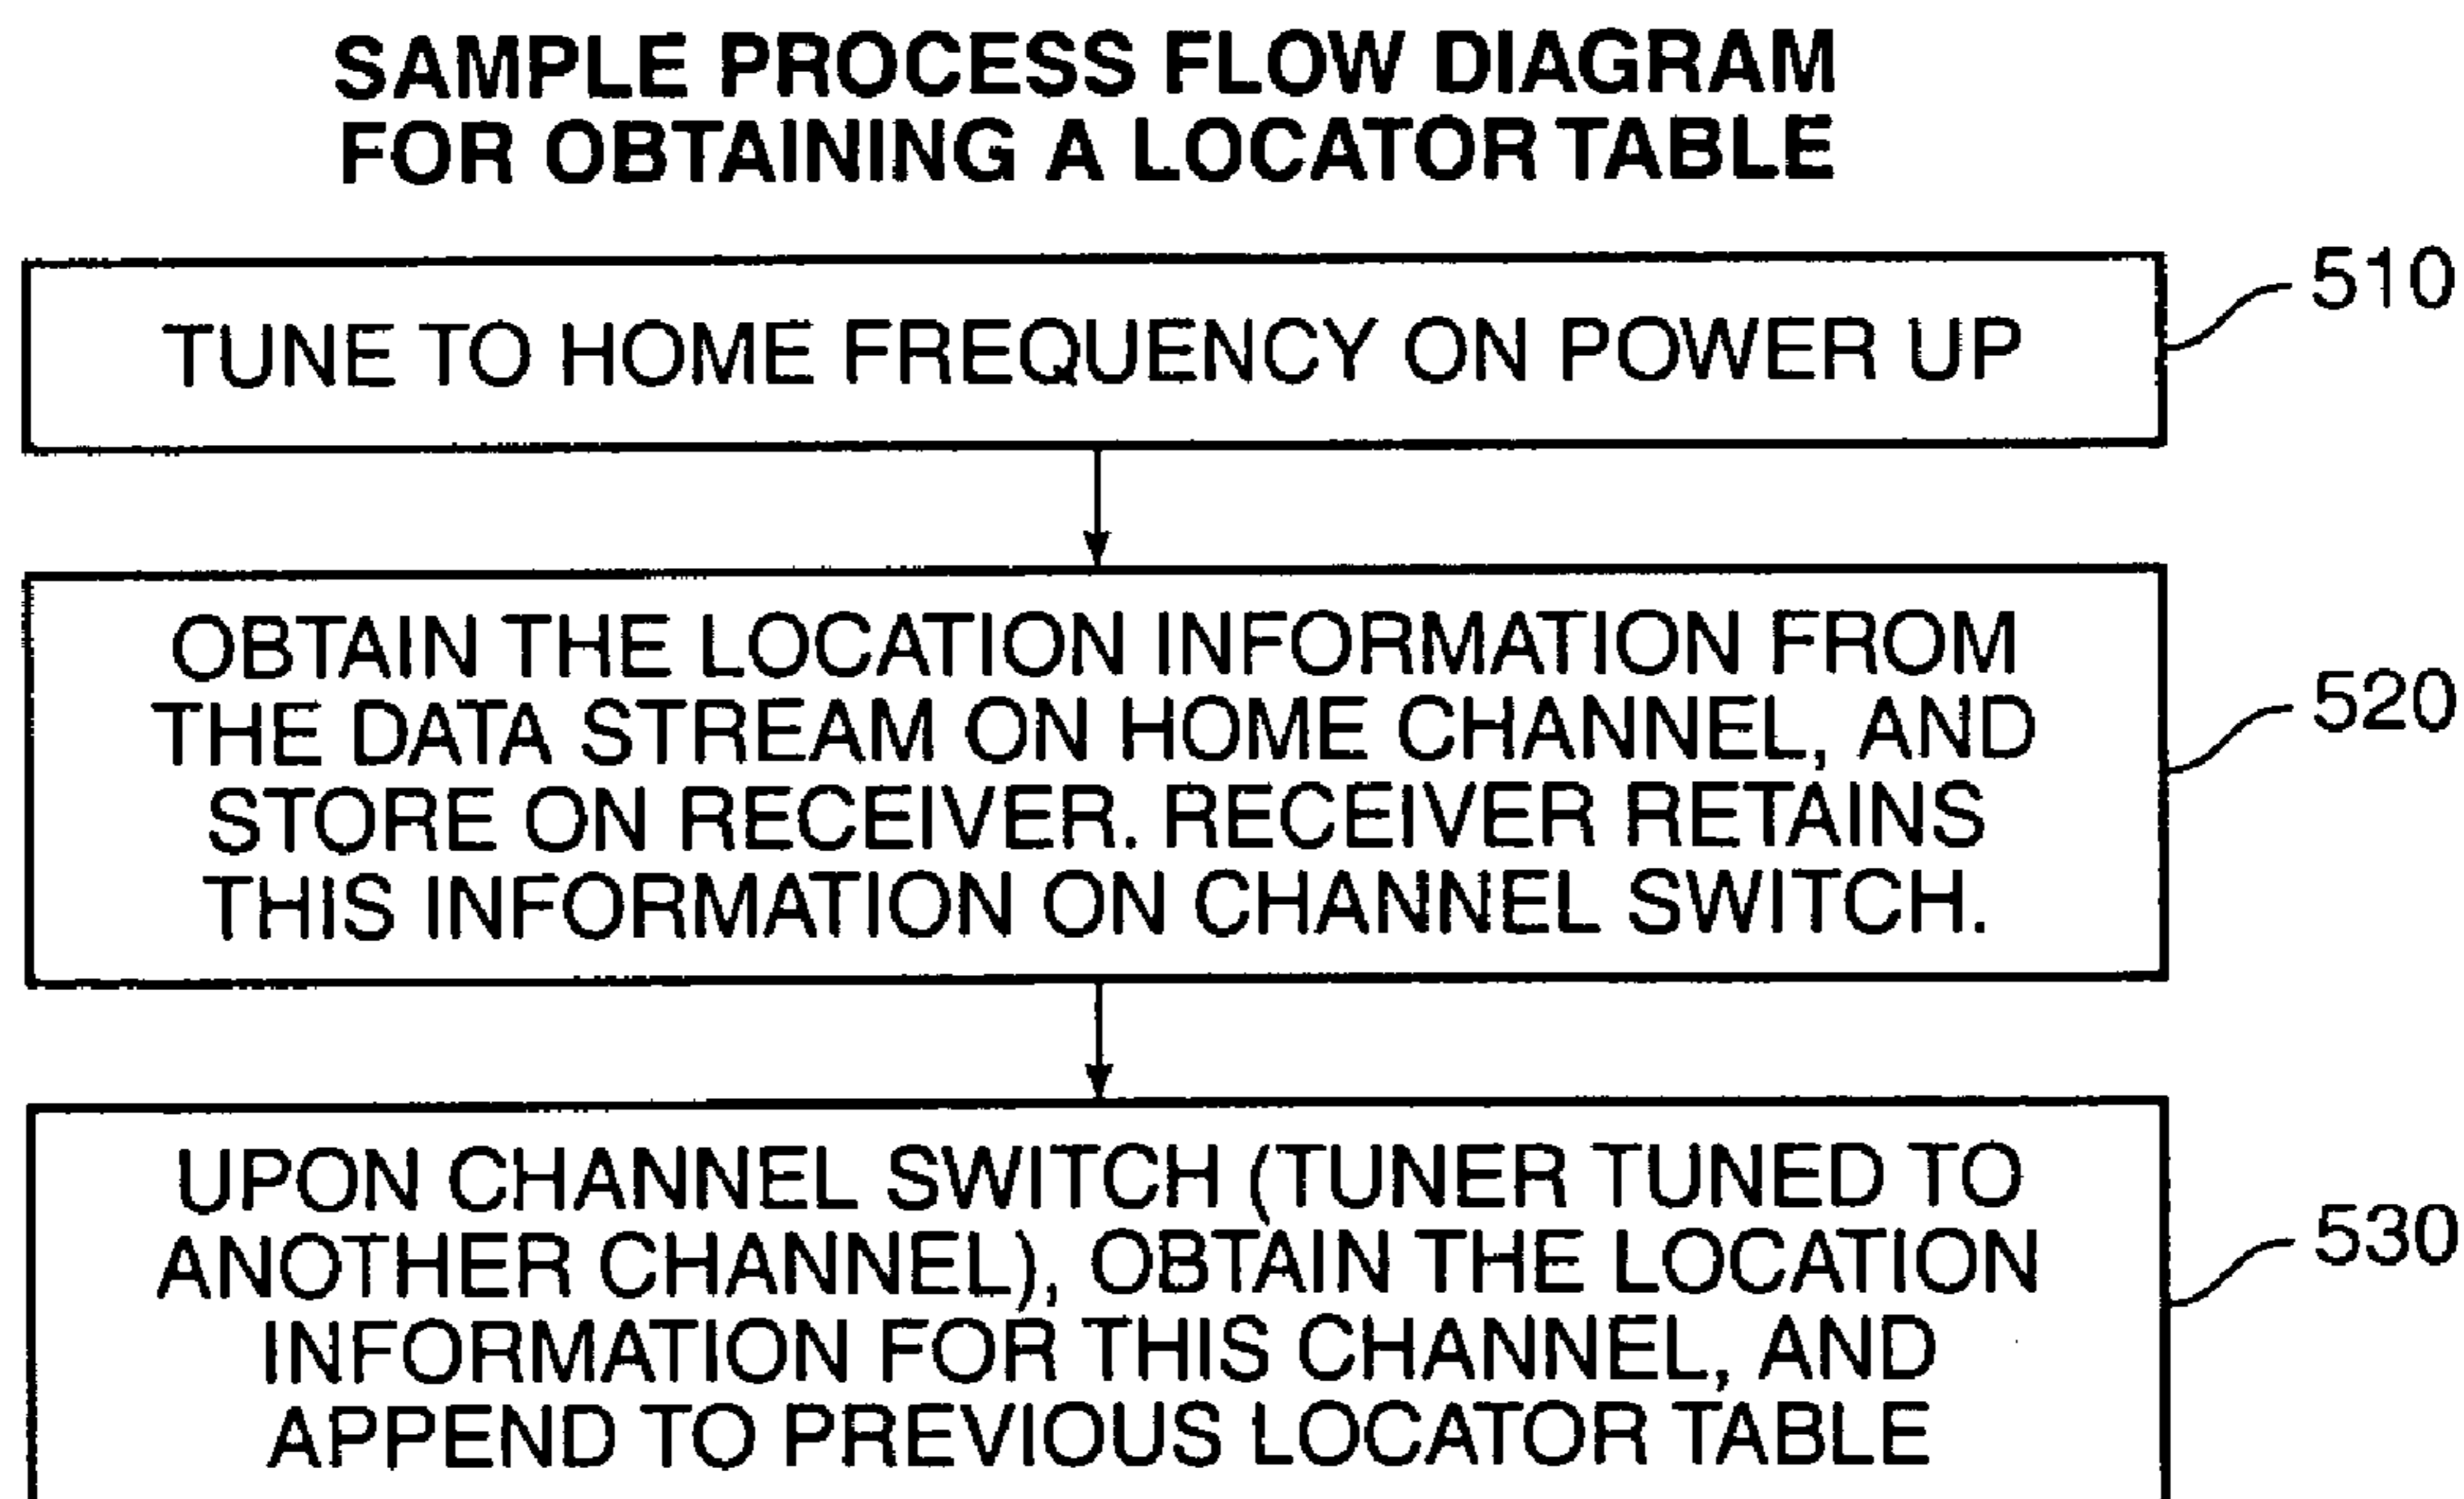 SAMPLE PROCESS FLOW DIAGRAM
FOR OBTAINING A LOCATOR TABLE
510
TUNE TO HOME FREQUENCY ON POWER UP
OBTAIN THE LOCATION INFORMATION FROM
THE DATA STREAM ON HOME CHANNEL, AND
STORE ON RECEIVER. RECEIVER RETAINS
THIS INFORMATION ON CHANNEL SWITCH.
520
UPON CHANNEL SWITCH (TUNER TUNED TO
ANOTHER CHANNEL), OBTAIN THE LOCATION
INFORMATION FOR THIS CHANNEL, AND
APPEND TO PREVIOUS LOCATOR TABLE
530